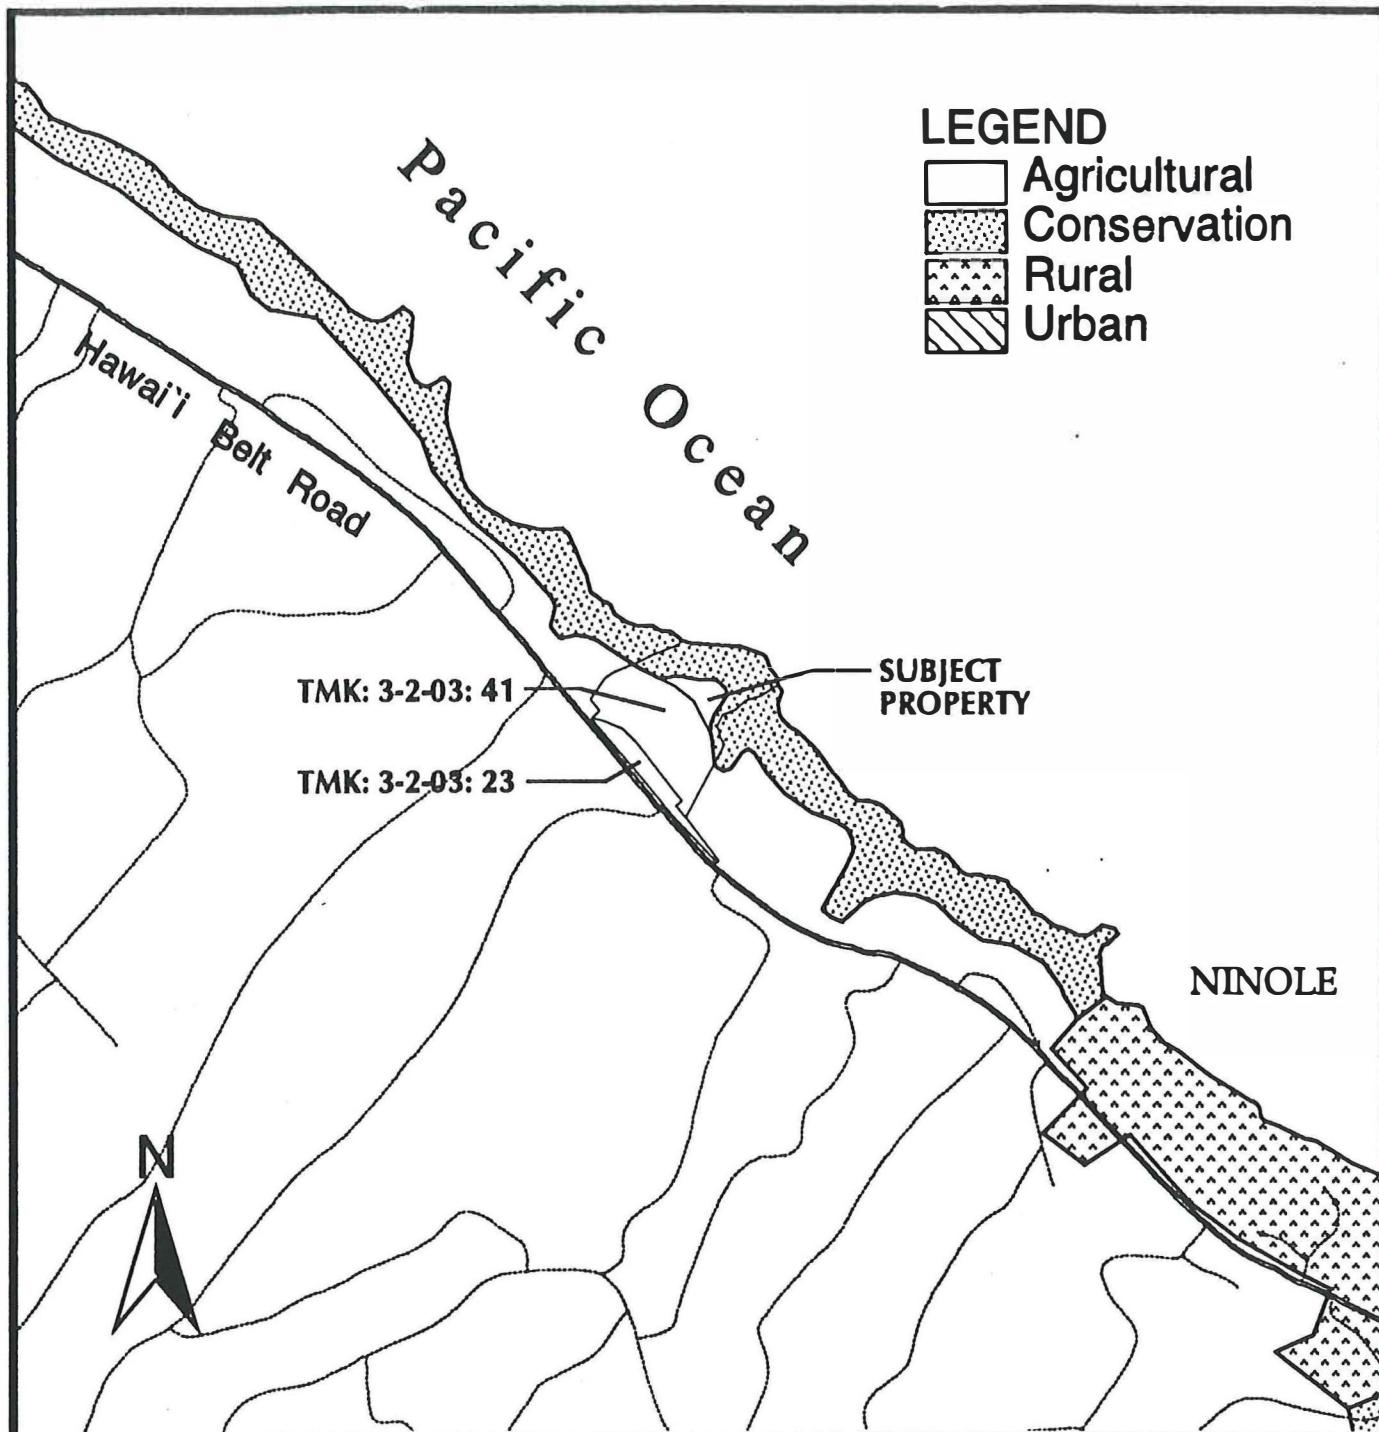 Pacific Ocean
LEGEND
Agricultural
Conservation
Rural
Urban
Hawai`i Belt Road
TMK: 3-2-03: 41
SUBJECT
PROPERTY
TMK: 3-2-03: 23
NINOLE
N